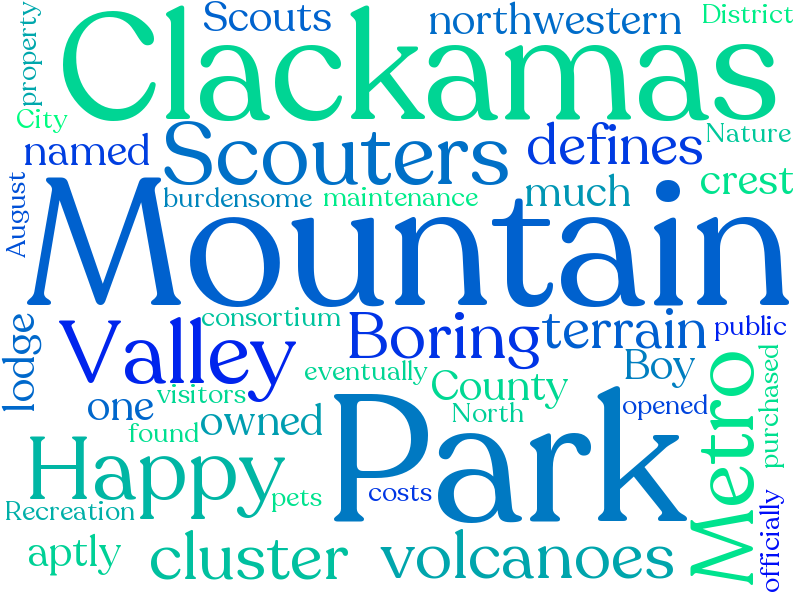 property
Scouts
northwestern
District
Clackamas
City
named
Scouters
defines
Nature
August
burdensome
maintenance
much
crest
Mountain
lodge
Valley
consortium
Boring
terrain
public
eventually
Boy
one
visitors
County
owned
North
opened
found
Metro
purchased
Happy
pets
Park
costs
Recreation
aptly
cluster
volcanoes
officially